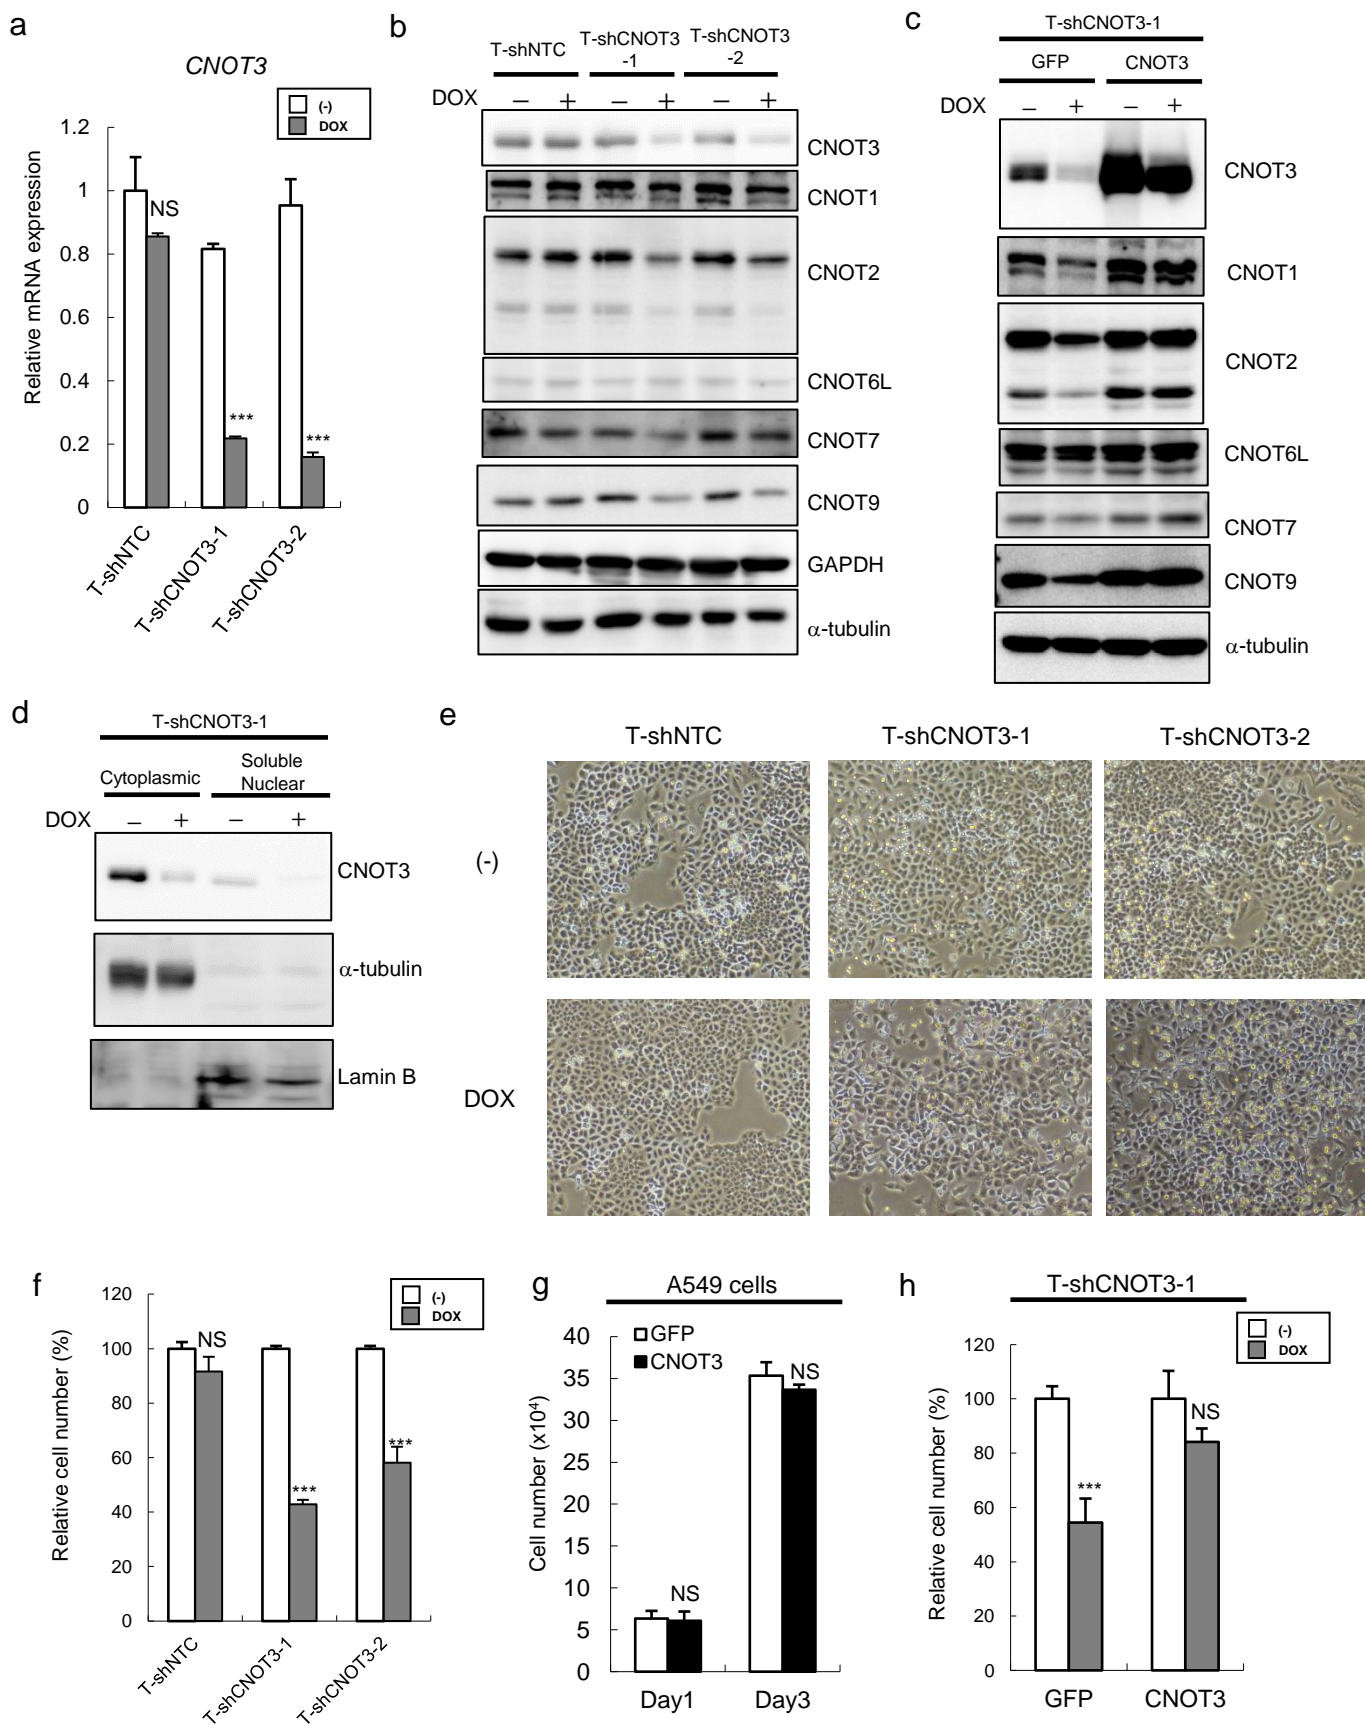 a
CNOT3
(-)
DOX
Relative mRNA expression
1.2
1
0.8
0.6
0.4
0.2
0
NS
***
***
T-shNTC
T-shCNOT3-1
T-shCNOT3-2
b
T-shNTC
T-shCNOT3
-1
T-shCNOT3
-2
DOX – + – + – +
CNOT3
CNOT1
CNOT2
CNOT6L
CNOT7
CNOT9
GAPDH
α-tubulin
c
T-shCNOT3-1
GFP CNOT3
DOX – + – +
CNOT3
CNOT1
CNOT2
CNOT6L
CNOT7
CNOT9
α-tubulin
d
T-shCNOT3-1
Cytoplasmic
Soluble
Nuclear
DOX – + – +
CNOT3
α-tubulin
Lamin B
e
T-shNTC T-shCNOT3-1 T-shCNOT3-2
(-)
DOX
f
(-)
DOX
Relative cell number (%)
120
100
80
60
40
20
0
NS
***
***
T-shNTC
T-shCNOT3-1
T-shCNOT3-2
g
A549 cells
GFP
CNOT3
Cell number (x10⁴)
40
35
30
25
20
15
10
5
0
NS
NS
Day1 Day3
h
T-shCNOT3-1
(-)
DOX
Relative cell number (%)
120
100
80
60
40
20
0
***
NS
GFP CNOT3